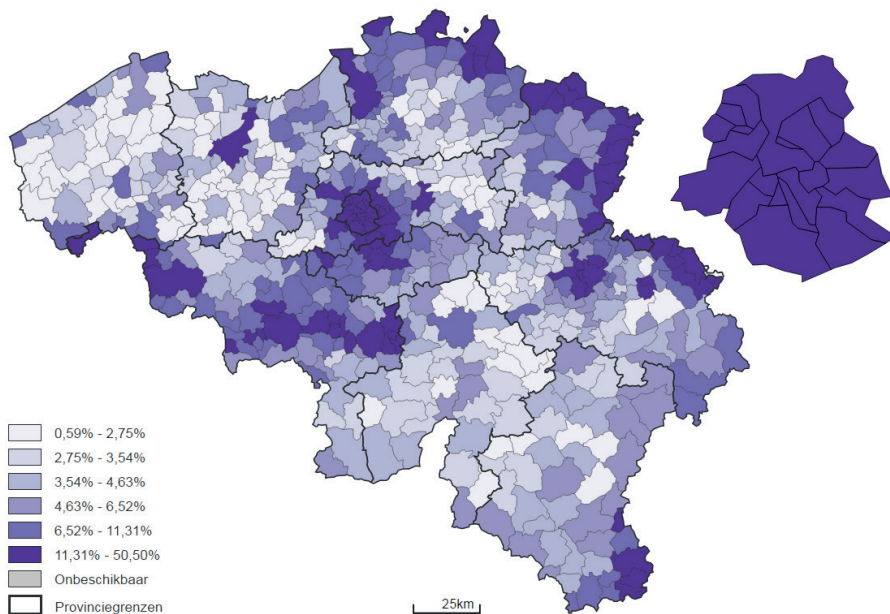 0,59% - 2,75%
2,75% - 3,54%
3,54% - 4,63%
4,63% - 6,52%
6,52% - 11,31%
11,31% - 50,50%
Onbeschikbaar
Provinciegrenzen
25km